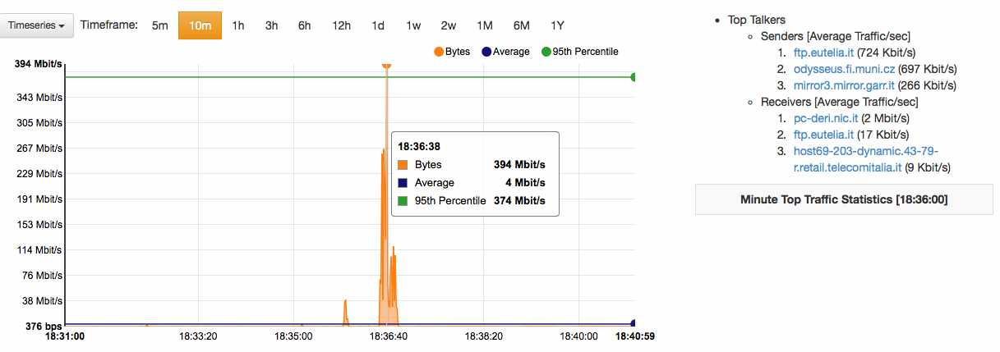 Timeseries Timeframe: 5m 10m 1h 3h 6h 12h 1d 1w 2w 1M 6M 1Y
Bytes Average 95th Percentile
394 Mbit/s
343 Mbit/s
305 Mbit/s
267 Mbit/s
229 Mbit/s
191 Mbit/s
153 Mbit/s
114 Mbit/s
76 Mbit/s
38 Mbit/s
376 bps
18:31:00 18:33:20 18:35:00 18:36:40 18:38:20 18:40:00 18:40:59
18:36:38
Bytes 394 Mbit/s
Average 4 Mbit/s
95th Percentile 374 Mbit/s
Top Talkers
Senders [Average Traffic/sec]
1. ftp.eutelia.it (724 Kbit/s)
2. odysseus.fi.muni.cz (697 Kbit/s)
3. mirror3.mirror.garr.it (266 Kbit/s)
Receivers [Average Traffic/sec]
1. pc-deri.nic.it (2 Mbit/s)
2. ftp.eutelia.it (17 Kbit/s)
3. host69-203-dynamic.43-79-
r.retail.telecomitalia.it (9 Kbit/s)
Minute Top Traffic Statistics [18:36:00]